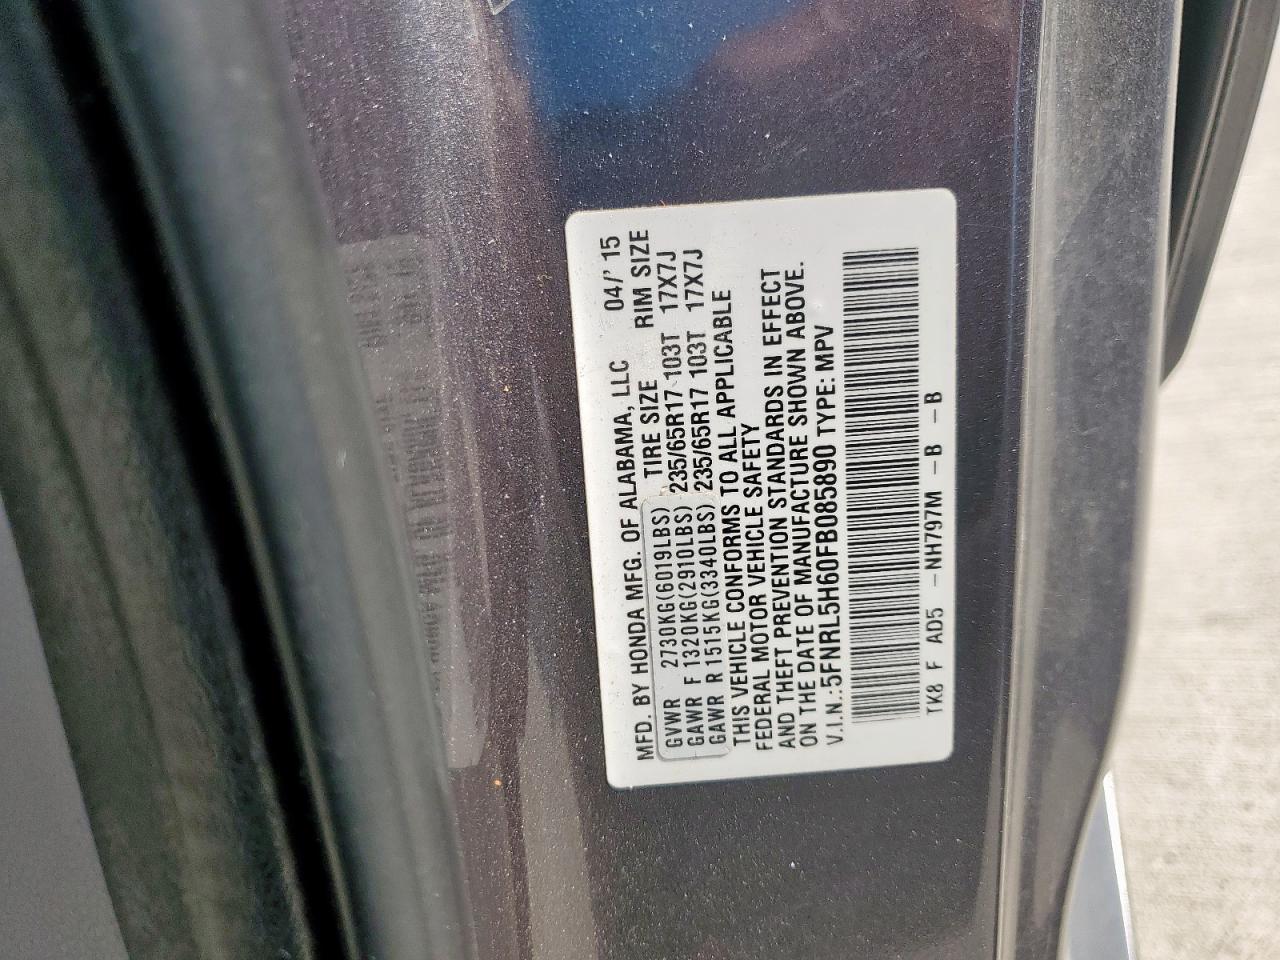 MFD. BY HONDA MFG. OF ALABAMA, LLC 04/' 15
TIRE SIZE RIM SIZE
GVWR 2730KG(6019LBS)
GAWR F 1320KG(2910LBS) 235/65R17 103T 17X7J
GAWR R 1515KG(3340LBS) 235/65R17 103T 17X7J
THIS VEHICLE CONFORMS TO ALL APPLICABLE
FEDERAL MOTOR VEHICLE SAFETY
AND THEFT PREVENTION STANDARDS IN EFFECT
ON THE DATE OF MANUFACTURE SHOWN ABOVE.
V.I.N.:5FNRL5H60FB085890 TYPE: MPV
TK8 F AD5 -NH797M -B -B